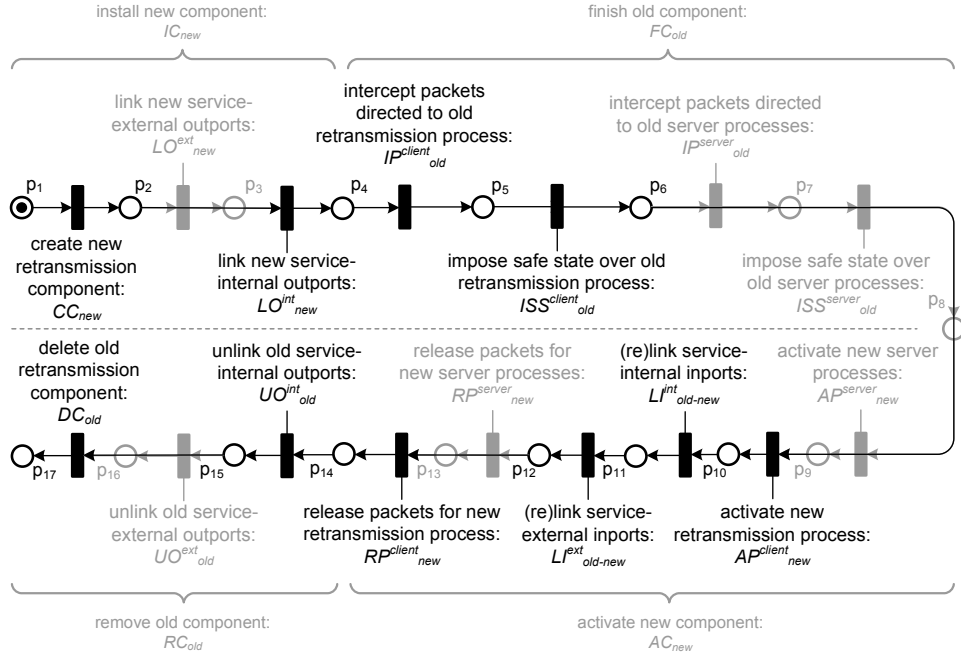 install new component:
IC_new
finish old component:
FC_old
link new service-
external outports:
LO^ext_new
intercept packets
directed to old
retransmission process:
IP^client_old
intercept packets directed
to old server processes:
IP^server_old
p1
p2
p3
p4
p5
p6
p7
create new
retransmission
component:
CC_new
link new service-
internal outports:
LO^int_new
impose safe state over old
retransmission process:
ISS^client_old
impose safe state over
old server processes:
ISS^server_old
p8
delete old
retransmission
component:
DC_old
unlink old service-
internal outports:
UO^int_old
release packets for
new server processes:
RP^server_new
(re)link service-
internal inports:
LI^int_old-new
activate new server
processes:
AP^server_new
p17
p16
p15
p14
p13
p12
p11
p10
p9
unlink old service-
external outports:
UO^ext_old
release packets for new
retransmission process:
RP^client_new
(re)link service-
external inports:
LI^ext_old-new
activate new
retransmission process:
AP^client_new
remove old component:
RC_old
activate new component:
AC_new